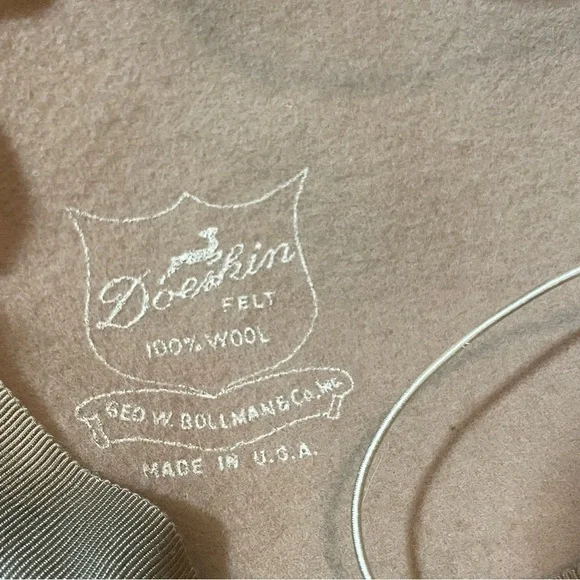 Doeskin
FELT
100% WOOL
GEO W. BOLLMAN & Co., INC
MADE IN U.S.A.